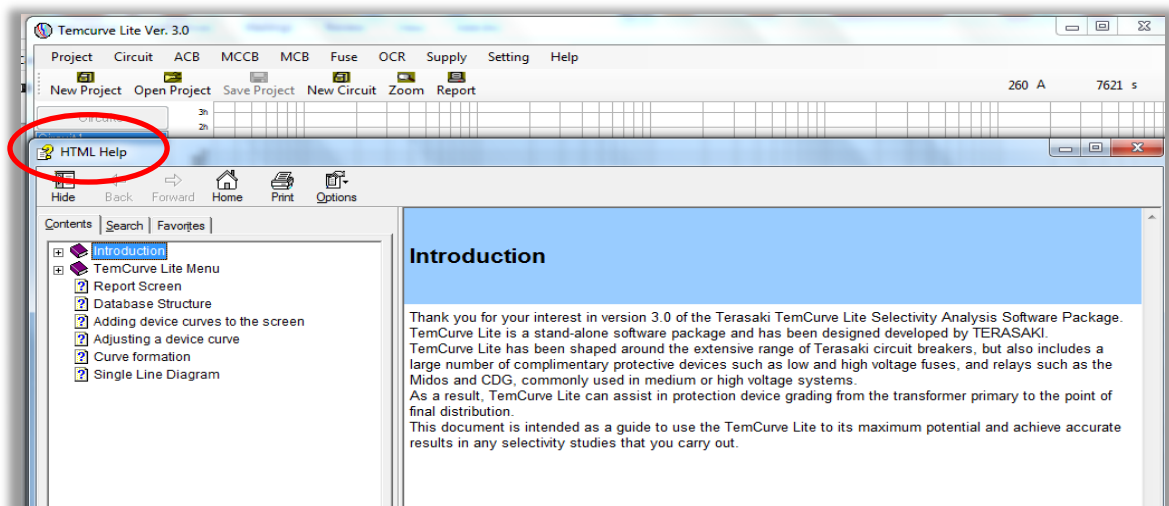 Temcurve Lite Ver. 3.0
Project Circuit ACB MCCB MCB Fuse OCR Supply Setting Help
New Project Open Project Save Project New Circuit Zoom Report 260 A 7621 s
3h
2h
HTML Help
Hide Back Forward Home Print Options
Contents Search Favorites
Introduction
TemCurve Lite Menu
Report Screen
Database Structure
Adding device curves to the screen
Adjusting a device curve
Curve formation
Single Line Diagram
Introduction
Thank you for your interest in version 3.0 of the Terasaki TemCurve Lite Selectivity Analysis Software Package.
TemCurve Lite is a stand-alone software package and has been designed developed by TERASAKI.
TemCurve Lite has been shaped around the extensive range of Terasaki circuit breakers, but also includes a
large number of complimentary protective devices such as low and high voltage fuses, and relays such as the
Midos and CDG, commonly used in medium or high voltage systems.
As a result, TemCurve Lite can assist in protection device grading from the transformer primary to the point of
final distribution.
This document is intended as a guide to use the TemCurve Lite to its maximum potential and achieve accurate
results in any selectivity studies that you carry out.